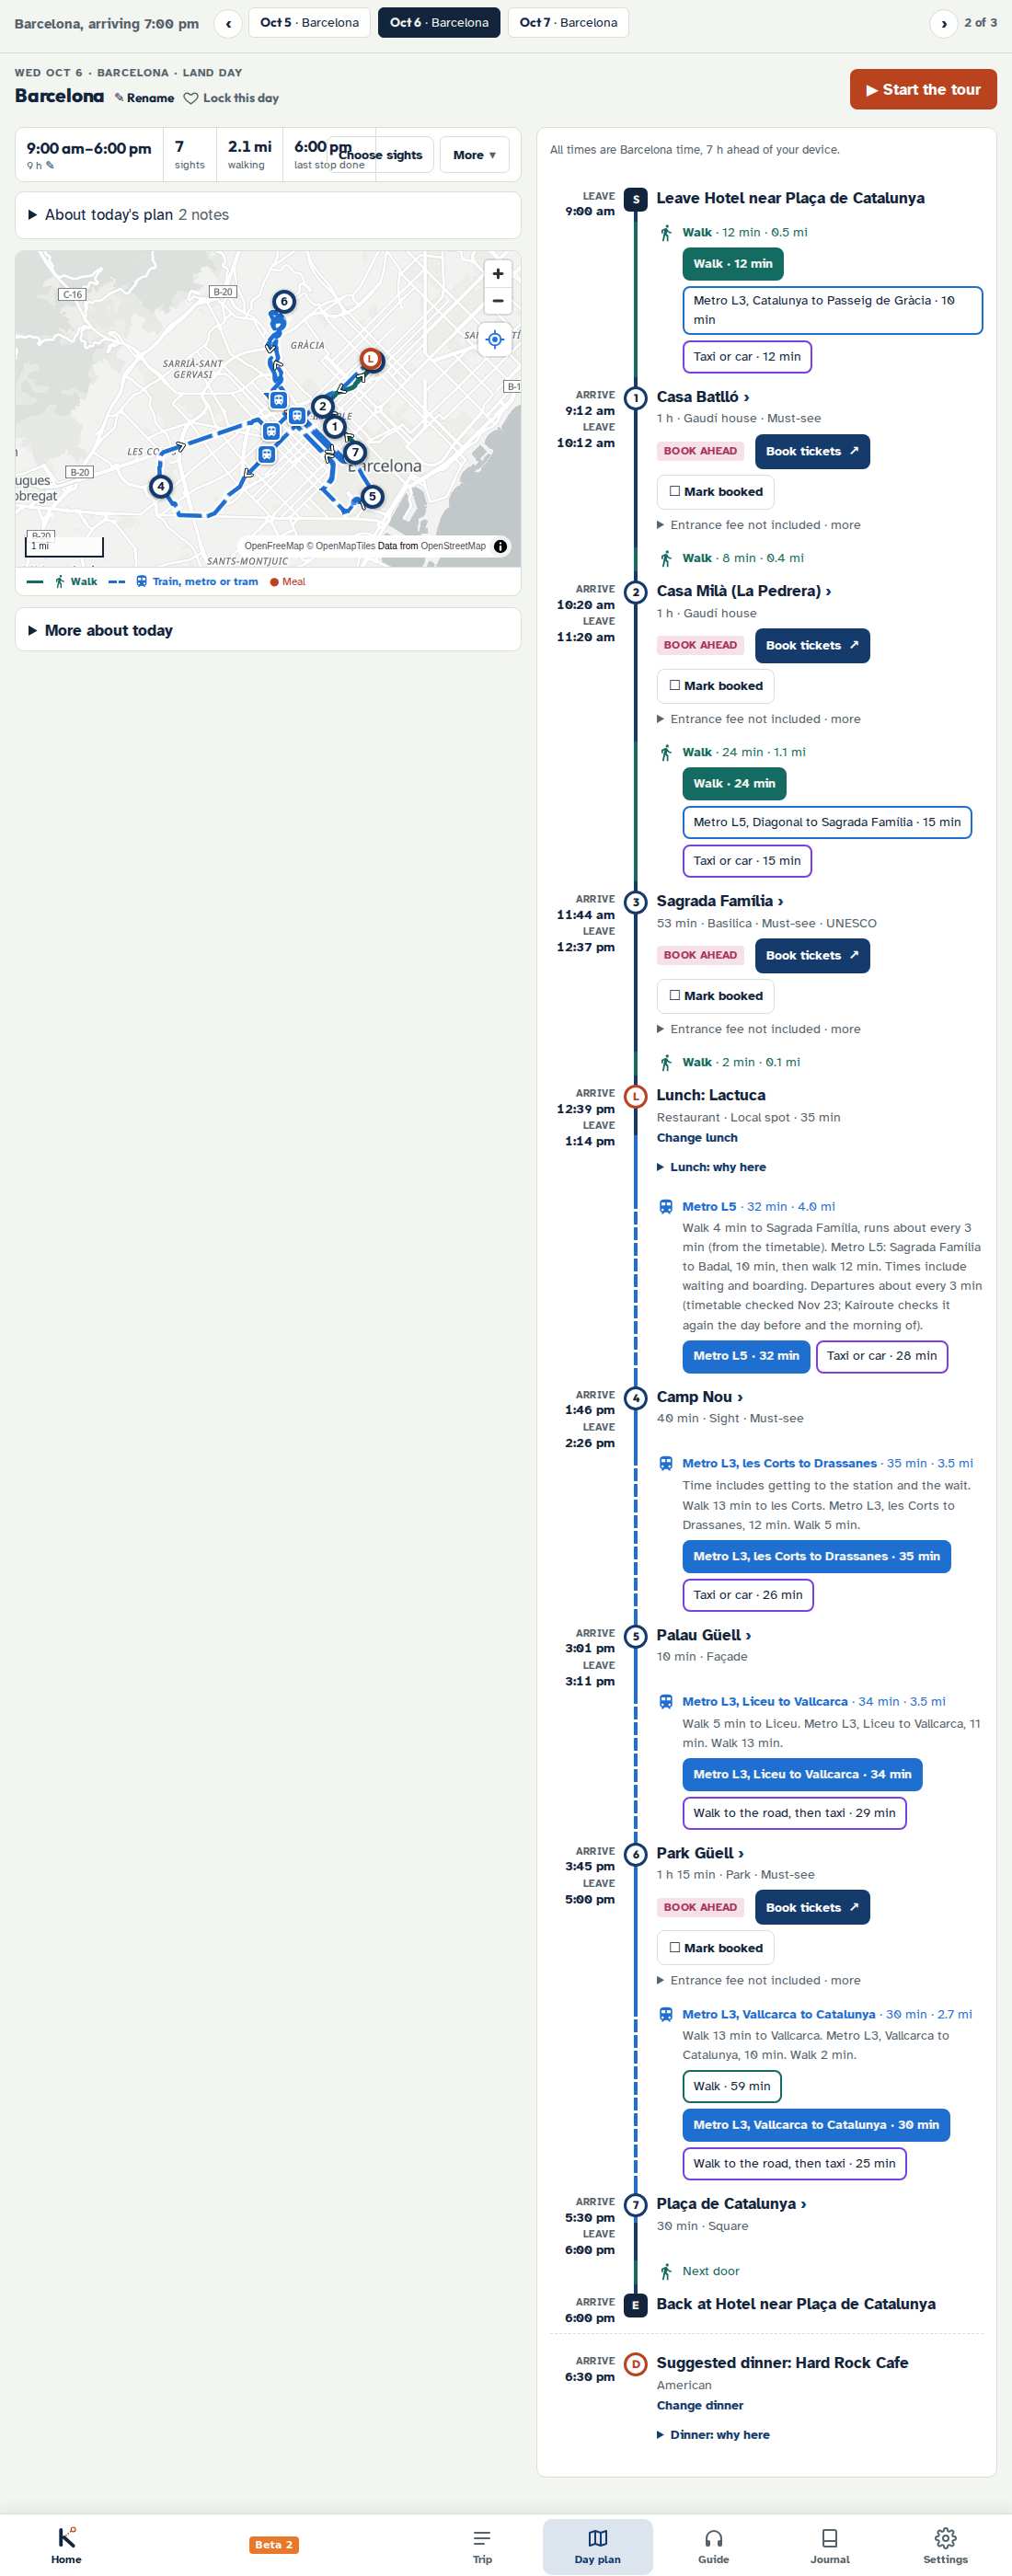 Barcelona, arriving 7:00 pm
‹
Oct 5 · Barcelona
Oct 6 · Barcelona
Oct 7 · Barcelona
›
2 of 3
WED OCT 6 · BARCELONA · LAND DAY
Barcelona
✎ Rename
Lock this day
▶ Start the tour
9:00 am–6:00 pm
9 h ✎
7
sights
2.1 mi
walking
6:00 pm
last stop done
Choose sights
More ▾
▶ About today's plan 2 notes
C-16
B-20
6
GRÀCIA
SARRIÀ-SANT
GERVASI
L
B-1
2
1
LES CO
7
Barcelona
B-20
4
5
ugues
obregat
B-20
1 mi
SANTS-MONTJUÏC
+
−
OpenFreeMap © OpenMapTiles Data from OpenStreetMap
Walk
Train, metro or tram
Meal
▶ More about today
All times are Barcelona time, 7 h ahead of your device.
LEAVE
9:00 am
S
Leave Hotel near Plaça de Catalunya
Walk · 12 min · 0.5 mi
Walk · 12 min
Metro L3, Catalunya to Passeig de Gràcia · 10
min
Taxi or car · 12 min
ARRIVE
9:12 am
LEAVE
10:12 am
1
Casa Batlló ›
1 h · Gaudí house · Must-see
BOOK AHEAD
Book tickets ↗
☐ Mark booked
▶ Entrance fee not included · more
Walk · 8 min · 0.4 mi
ARRIVE
10:20 am
LEAVE
11:20 am
2
Casa Milà (La Pedrera) ›
1 h · Gaudí house
BOOK AHEAD
Book tickets ↗
☐ Mark booked
▶ Entrance fee not included · more
Walk · 24 min · 1.1 mi
Walk · 24 min
Metro L5, Diagonal to Sagrada Família · 15 min
Taxi or car · 15 min
ARRIVE
11:44 am
LEAVE
12:37 pm
3
Sagrada Família ›
53 min · Basilica · Must-see · UNESCO
BOOK AHEAD
Book tickets ↗
☐ Mark booked
▶ Entrance fee not included · more
Walk · 2 min · 0.1 mi
ARRIVE
12:39 pm
LEAVE
1:14 pm
L
Lunch: Lactuca
Restaurant · Local spot · 35 min
Change lunch
▶ Lunch: why here
Metro L5 · 32 min · 4.0 mi
Walk 4 min to Sagrada Família, runs about every 3
min (from the timetable). Metro L5: Sagrada Família
to Badal, 10 min, then walk 12 min. Times include
waiting and boarding. Departures about every 3 min
(timetable checked Nov 23; Kairoute checks it
again the day before and the morning of).
Metro L5 · 32 min
Taxi or car · 28 min
ARRIVE
1:46 pm
LEAVE
2:26 pm
4
Camp Nou ›
40 min · Sight · Must-see
Metro L3, les Corts to Drassanes · 35 min · 3.5 mi
Time includes getting to the station and the wait.
Walk 13 min to les Corts. Metro L3, les Corts to
Drassanes, 12 min. Walk 5 min.
Metro L3, les Corts to Drassanes · 35 min
Taxi or car · 26 min
ARRIVE
3:01 pm
LEAVE
3:11 pm
5
Palau Güell ›
10 min · Façade
Metro L3, Liceu to Vallcarca · 34 min · 3.5 mi
Walk 5 min to Liceu. Metro L3, Liceu to Vallcarca, 11
min. Walk 13 min.
Metro L3, Liceu to Vallcarca · 34 min
Walk to the road, then taxi · 29 min
ARRIVE
3:45 pm
LEAVE
5:00 pm
6
Park Güell ›
1 h 15 min · Park · Must-see
BOOK AHEAD
Book tickets ↗
☐ Mark booked
▶ Entrance fee not included · more
Metro L3, Vallcarca to Catalunya · 30 min · 2.7 mi
Walk 13 min to Vallcarca. Metro L3, Vallcarca to
Catalunya, 10 min. Walk 2 min.
Walk · 59 min
Metro L3, Vallcarca to Catalunya · 30 min
Walk to the road, then taxi · 25 min
ARRIVE
5:30 pm
LEAVE
6:00 pm
7
Plaça de Catalunya ›
30 min · Square
Next door
ARRIVE
6:00 pm
E
Back at Hotel near Plaça de Catalunya
ARRIVE
6:30 pm
D
Suggested dinner: Hard Rock Cafe
American
Change dinner
▶ Dinner: why here
Home
Beta 2
Trip
Day plan
Guide
Journal
Settings